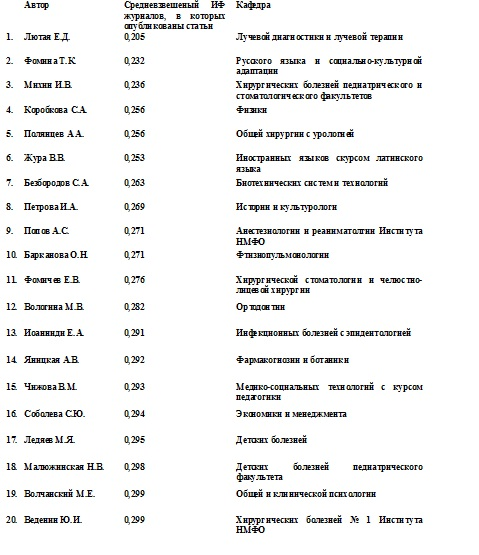 Автор Средневзвешенный ИФ Кафедра
журналов, в которых
опубликованы статьи
1. Лютая Е.Д. 0,205 Лучевой диагностики и лучевой терапии
2. Фомина Т.К. 0,232 Русского языка и социально-культурной
адаптации
3. Михин И.В. 0,236 Хирургических болезней педиатрического и
стоматологического факультетов
4. Коробкова С.А. 0,256 Физики
5. Полянцев А.А. 0,256 Общей хирургии с урологией
6. Жура В.В. 0,253 Иностранных языков скурсом латинского
языка
7. Безбородов С.А. 0,263 Биотехнических систем и технологий
8. Петрова И.А. 0,269 Истории и культурологи
9. Попов А.С. 0,271 Анестезиологии и реаниматолгии Института
НМФО
10. Барканова О.Н. 0,271 Фтизиопульмонологии
11. Фомичев Е.В. 0,276 Хирургической стоматологии и челюстно-
лицевой хирургии
12. Вологина М.В. 0,282 Ортодонтии
13. Иоанниди Е.А. 0,291 Инфекционных болезней с эпидентологией
14. Яницкая А.В. 0,292 Фармакогнозии и ботаники
15. Чижова В.М. 0,293 Медико-социальных технологий с курсом
педагогики
16. Соболева С.Ю. 0,294 Экономики и менеджмента
17. Ледяев М.Я. 0,295 Детских болезней
18. Малюжинская Н.В. 0,298 Детских болезней педиатрического
факультета
19. Волчанский М.Е. 0,299 Общей и клинической психологии
20. Веденин Ю.И. 0,299 Хирургических болезней № 1 Института
НМФО